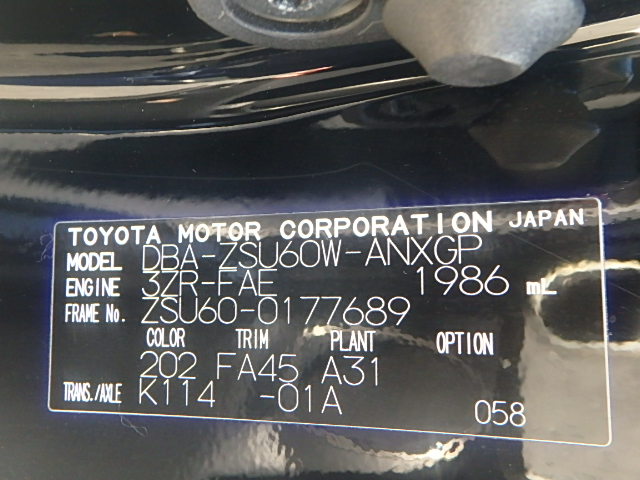 TOYOTA MOTOR CORPORATION JAPAN
MODEL DBA-ZSU60W-ANXGP
ENGINE 3ZR-FAE 1986 mL
FRAME No. ZSU60-0177689
COLOR TRIM PLANT OPTION
202 FA45 A31
TRANS./AXLE K114 -01A
058